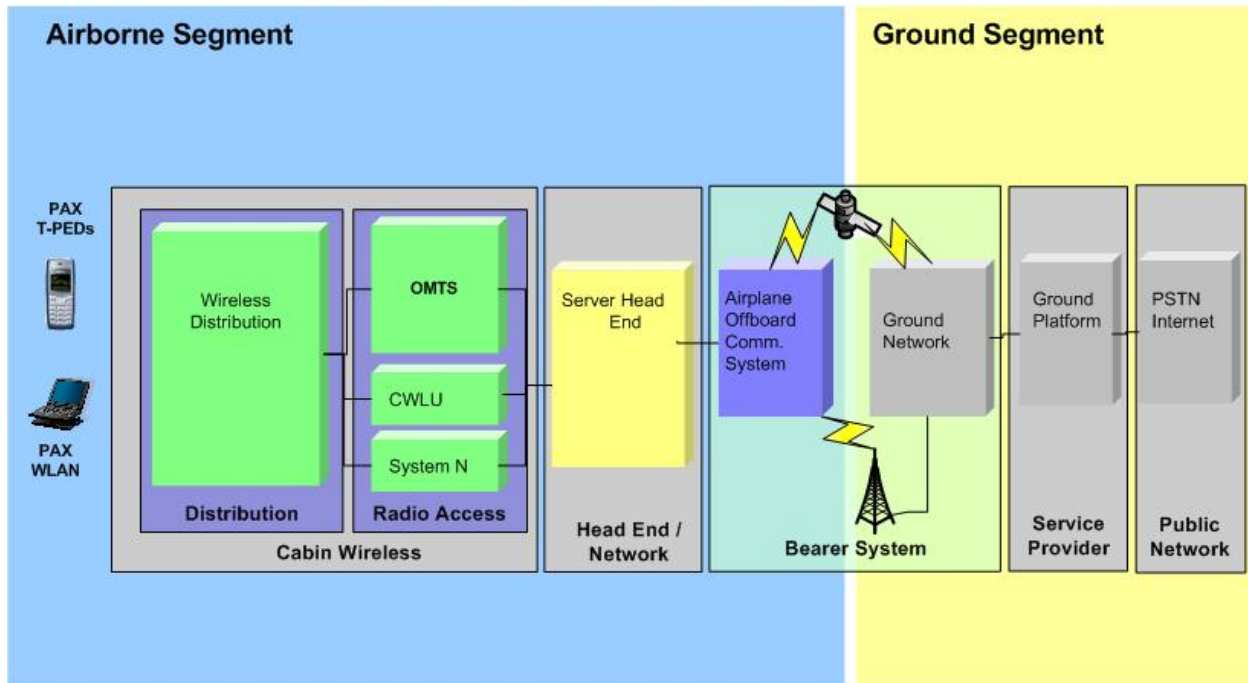 Airborne Segment
Ground Segment
PAX
T-PEDs
PAX
WLAN
Wireless
Distribution
Distribution
OMTS
CWLU
System N
Radio Access
Cabin Wireless
Server Head
End
Head End /
Network
Airplane
Offboard
Comm.
System
Ground
Network
Bearer System
Ground
Platform
Service
Provider
PSTN
Internet
Public
Network